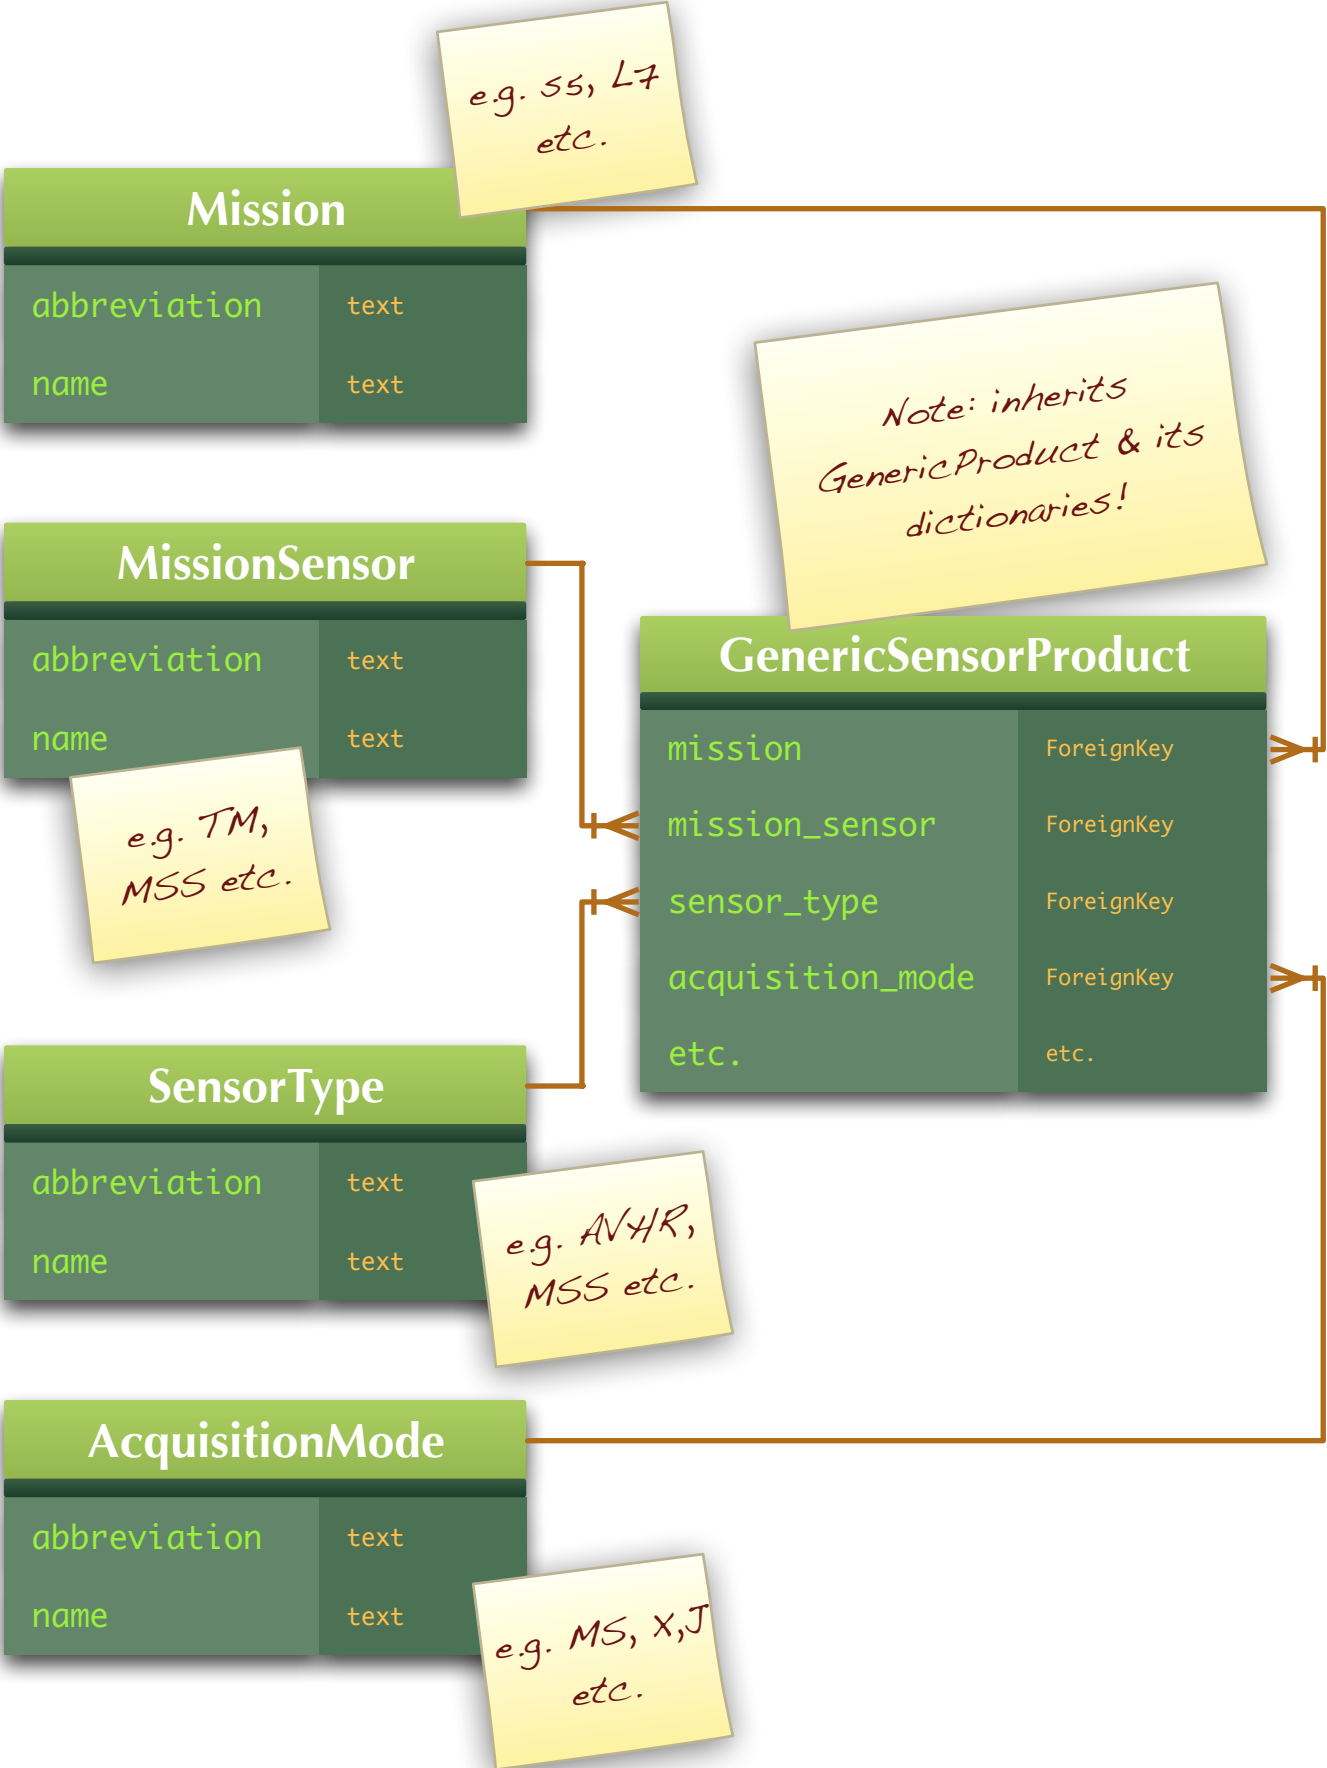 e.g. S5, L7
etc.
Mission
abbreviation text
name text
Note: inherits
GenericProduct & its
dictionaries!
MissionSensor
abbreviation text
name text
e.g. TM,
MSS etc.
GenericSensorProduct
mission ForeignKey
mission_sensor ForeignKey
sensor_type ForeignKey
acquisition_mode ForeignKey
etc. etc.
SensorType
abbreviation text
name text
e.g. AVHR,
MSS etc.
AcquisitionMode
abbreviation text
name text
e.g. MS, X,J
etc.